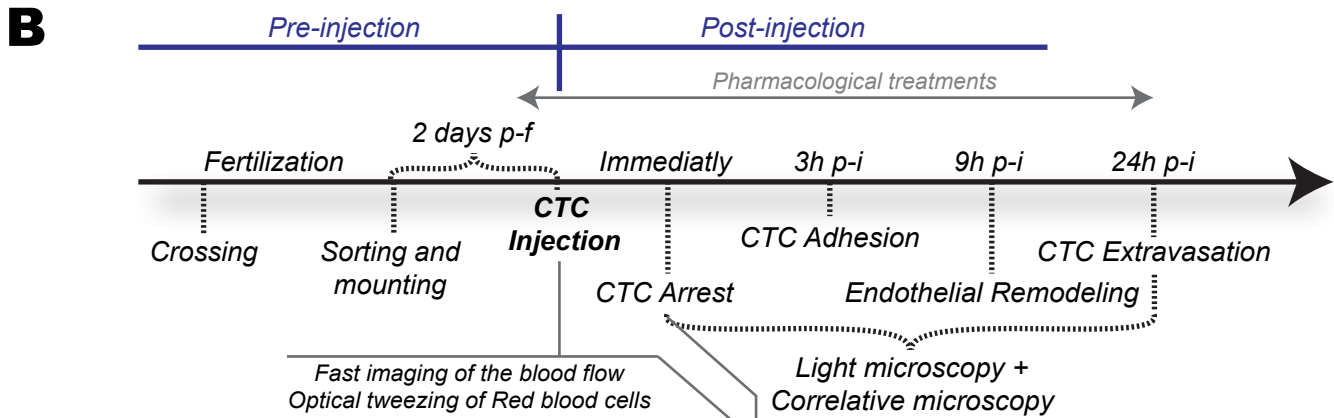 B
Pre-injection
Post-injection
Pharmacological treatments
2 days p-f
Fertilization
Immediatly
3h p-i
9h p-i
24h p-i
Crossing
Sorting and
mounting
CTC
Injection
CTC Arrest
CTC Adhesion
Endothelial Remodeling
CTC Extravasation
Fast imaging of the blood flow
Optical tweezing of Red blood cells
Light microscopy +
Correlative microscopy